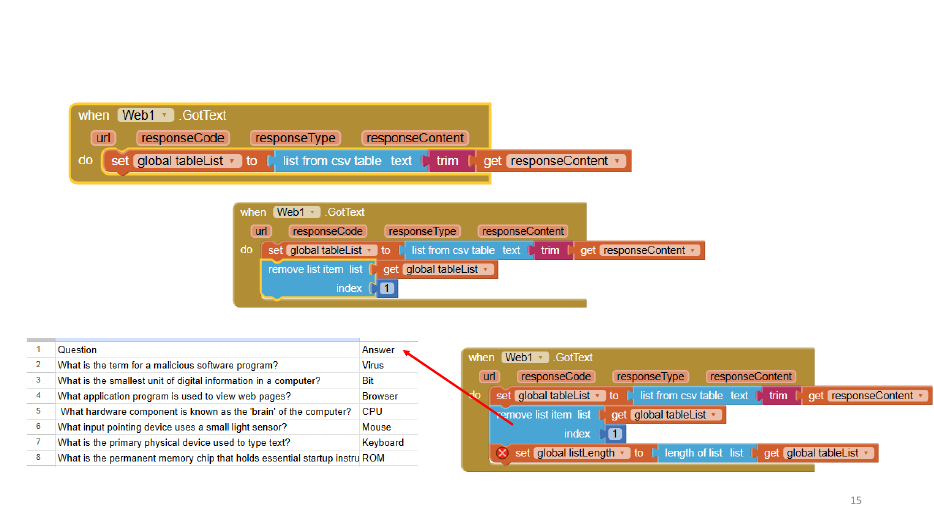 when Web1 .GotText
url responseCode responseType responseContent
do set global tableList to list from csv table text trim get responseContent
when Web1 .GotText
url responseCode responseType responseContent
do set global tableList to list from csv table text trim get responseContent
remove list item list get global tableList
index 1
1 Question Answer
2 What is the term for a malicious software program? Virus
3 What is the smallest unit of digital information in a computer? Bit
4 What application program is used to view web pages? Browser
5 What hardware component is known as the 'brain' of the computer? CPU
6 What input pointing device uses a small light sensor? Mouse
7 What is the primary physical device used to type text? Keyboard
8 What is the permanent memory chip that holds essential startup instru ROM
when Web1 .GotText
url responseCode responseType responseContent
do set global tableList to list from csv table text trim get responseContent
remove list item list get global tableList
index 1
set global listLength to length of list list get global tableList
15